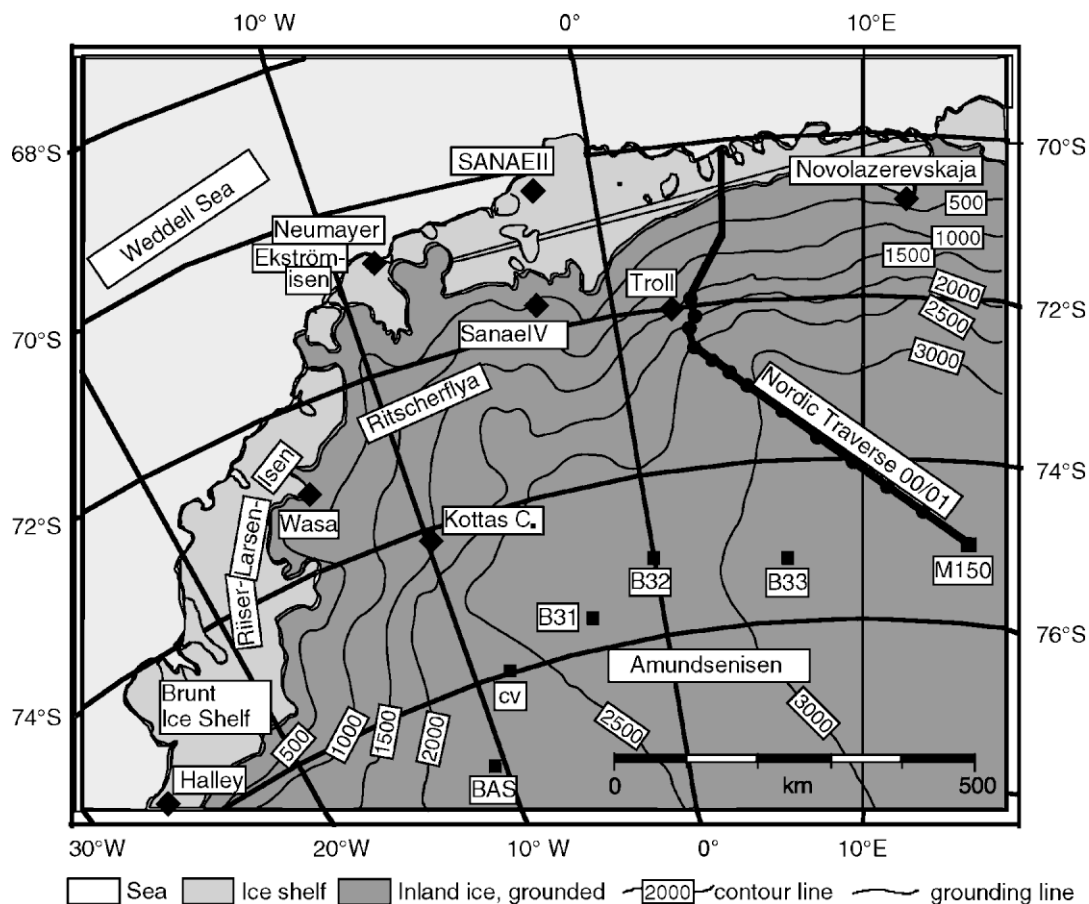 10° W
0°
10°E
68°S
70°S
SANAEII
Novolazerevskaja
500
Weddell Sea
Neumayer
1000
Ekström-
isen
1500
Troll
2000
72°S
2500
70°S
SanaeIV
3000
Ritscherflya
Nordic Traverse 00/01
Isen
74°S
Larsen-
Wasa
Kottas C.
72°S
B32
B33
M150
Riiser-
B31
76°S
Amundsenisen
cv
Brunt
Ice Shelf
74°S
500
1000
1500
2000
2500
3000
Halley
BAS
0
km
500
30°W
20°W
10° W
0°
10°E
Sea
Ice shelf
Inland ice, grounded
2000
contour line
grounding line